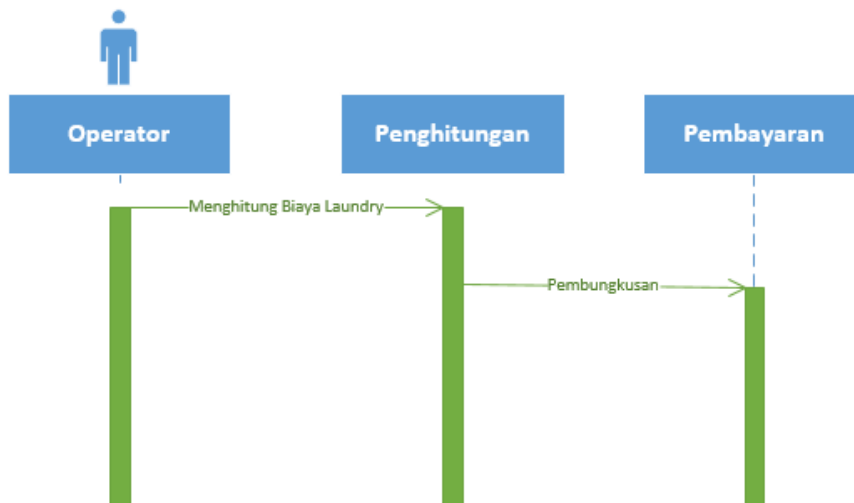 Operator
Penghitungan
Pembayaran
Menghitung Biaya Laundry
Pembungkusan